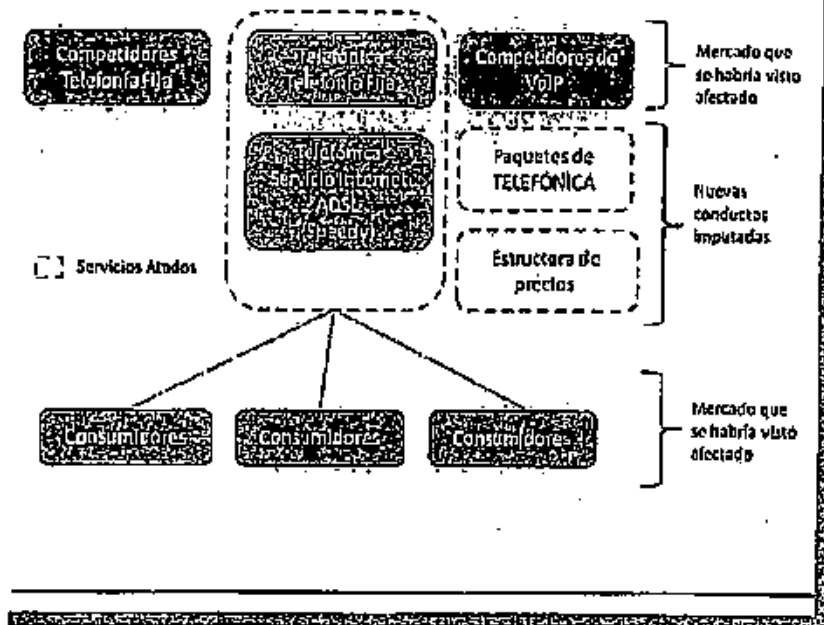 Competidores
Telefonía Fija
Telefónica
Telefonía Fija
Competidores de
VoIP
Mercado que
se habría visto
afectado
Telefónica
Servicio Internet
ADSL
(Speedy)
Paquetes de
TELEFÓNICA
Estructura de
precios
Nuevas
conductas
imputadas
Servicios Atados
Consumidores
Consumidores
Consumidores
Mercado que
se habría visto
afectado